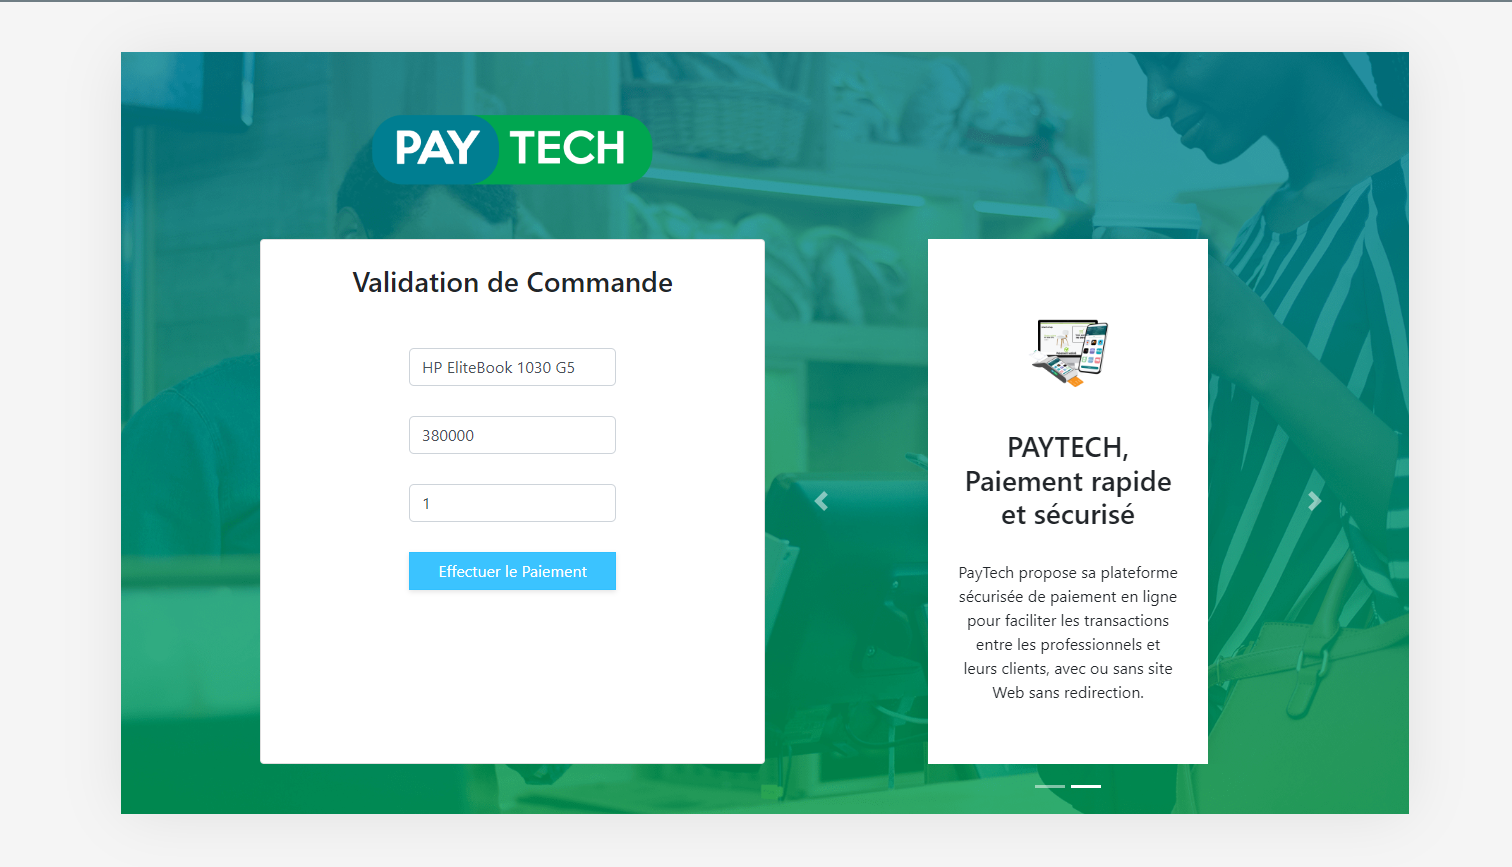 PAY TECH
Validation de Commande
HP EliteBook 1030 G5
380000
1
Effectuer le Paiement
PAYTECH,
Paiement rapide
et sécurisé
PayTech propose sa plateforme
sécurisée de paiement en ligne
pour faciliter les transactions
entre les professionnels et
leurs clients, avec ou sans site
Web sans redirection.